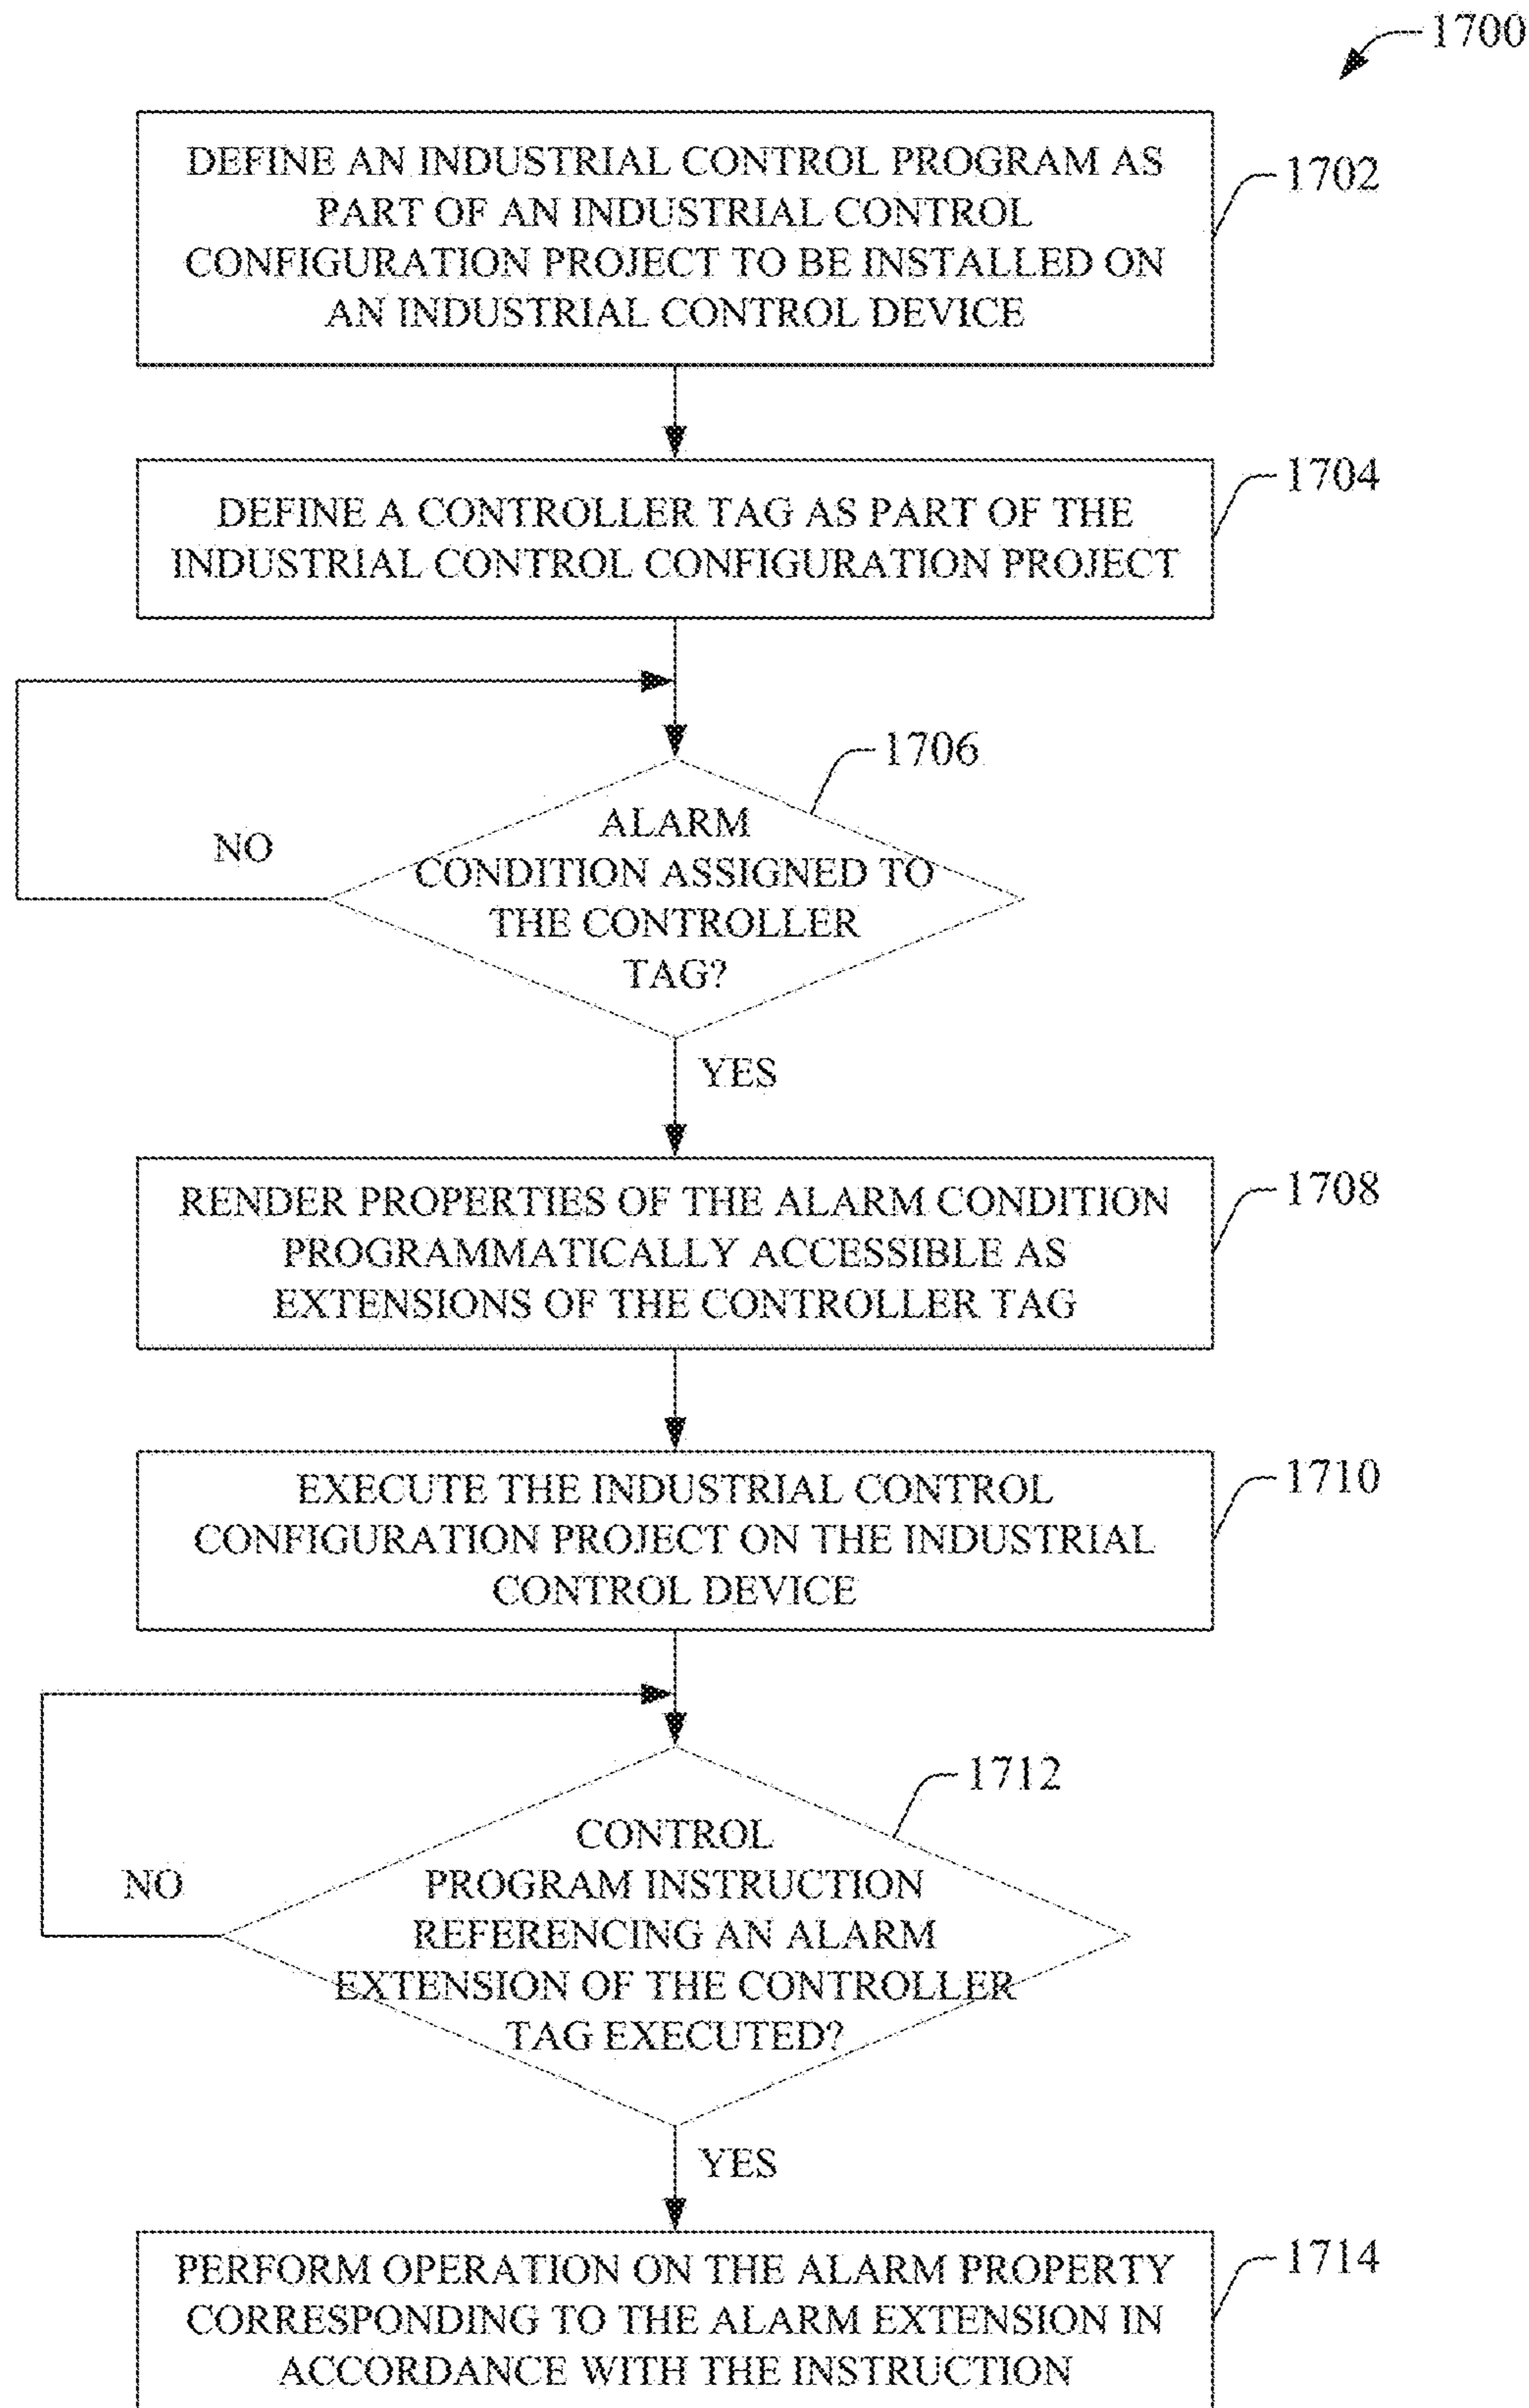 1700
DEFINE AN INDUSTRIAL CONTROL PROGRAM AS
PART OF AN INDUSTRIAL CONTROL
CONFIGURATION PROJECT TO BE INSTALLED ON
AN INDUSTRIAL CONTROL DEVICE
1702
DEFINE A CONTROLLER TAG AS PART OF THE
INDUSTRIAL CONTROL CONFIGURATION PROJECT
1704
1706
ALARM
CONDITION ASSIGNED TO
THE CONTROLLER
TAG?
NO
YES
RENDER PROPERTIES OF THE ALARM CONDITION
PROGRAMMATICALLY ACCESSIBLE AS
EXTENSIONS OF THE CONTROLLER TAG
1708
EXECUTE THE INDUSTRIAL CONTROL
CONFIGURATION PROJECT ON THE INDUSTRIAL
CONTROL DEVICE
1710
1712
CONTROL
PROGRAM INSTRUCTION
REFERENCING AN ALARM
EXTENSION OF THE CONTROLLER
TAG EXECUTED?
NO
YES
PERFORM OPERATION ON THE ALARM PROPERTY
CORRESPONDING TO THE ALARM EXTENSION IN
ACCORDANCE WITH THE INSTRUCTION
1714